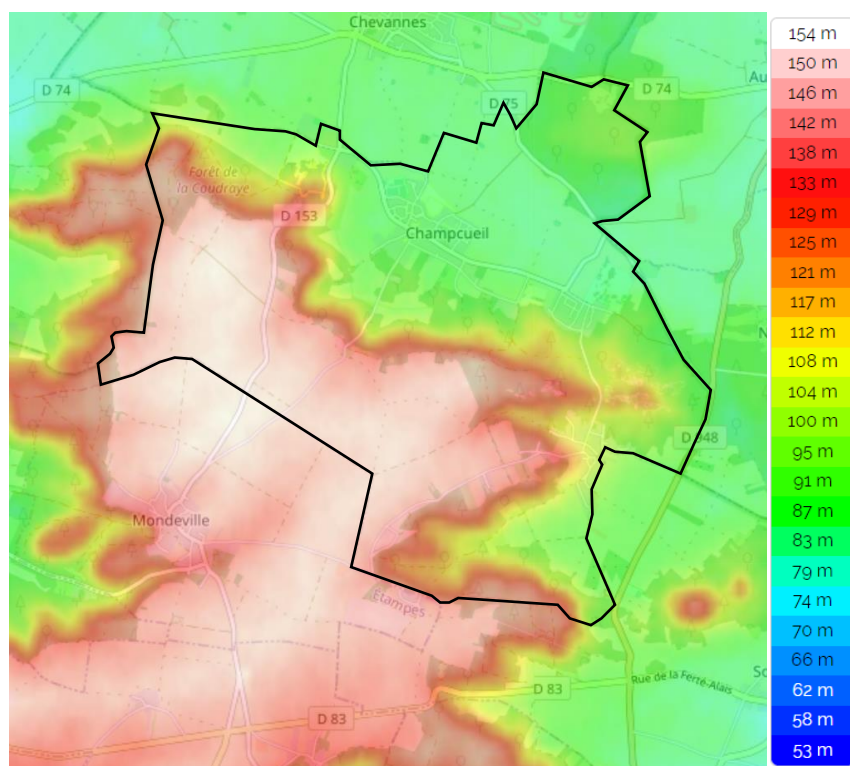 Chevannes
D 74
Au
D 75
D 74
Forêt de
la Coudraye
D 153
Champcueil
N
D 948
Mondeville
Étampes
Rue de la Ferté-Alais
Sc
D 83
D 83
154 m
150 m
146 m
142 m
138 m
133 m
129 m
125 m
121 m
117 m
112 m
108 m
104 m
100 m
95 m
91 m
87 m
83 m
79 m
74 m
70 m
66 m
62 m
58 m
53 m